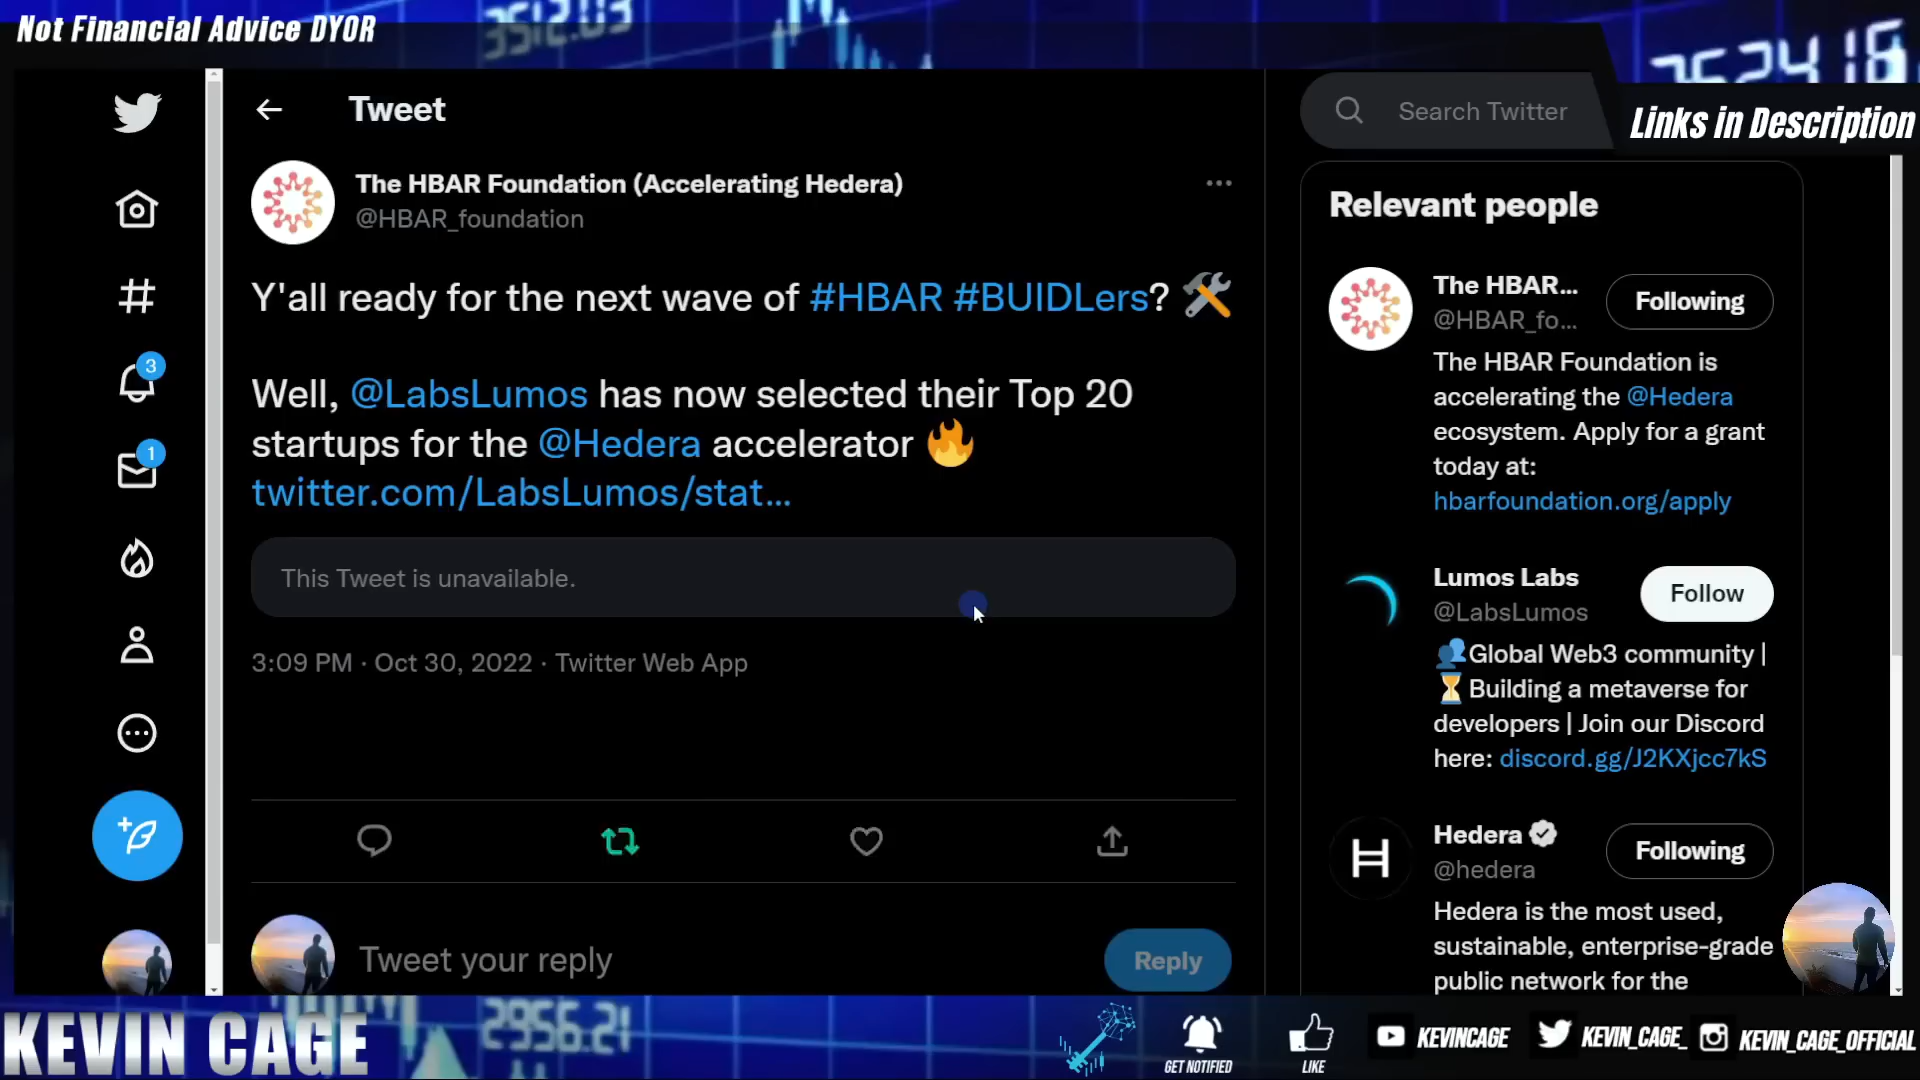 Not Financial Advice DYOR
3512.03
352418
Links in Description
Tweet
Search Twitter
The HBAR Foundation (Accelerating Hedera)
@HBAR_foundation
Y'all ready for the next wave of #HBAR #BUIDLers?
Well, @LabsLumos has now selected their Top 20
startups for the @Hedera accelerator
twitter.com/LabsLumos/stat...
This Tweet is unavailable.
3:09 PM · Oct 30, 2022 · Twitter Web App
3
1
Tweet your reply
Reply
Relevant people
The HBAR...
Following
@HBAR_fo...
The HBAR Foundation is
accelerating the @Hedera
ecosystem. Apply for a grant
today at:
hbarfoundation.org/apply
Lumos Labs
Follow
@LabsLumos
Global Web3 community |
Building a metaverse for
developers | Join our Discord
here: discord.gg/J2KXjcc7kS
Hedera
Following
@hedera
Hedera is the most used,
sustainable, enterprise-grade
public network for the
KEVIN CAGE
2956.21
GET NOTIFIED
LIKE
KEVINCAGE
KEVIN_CAGE_
KEVIN_CAGE_OFFICIAL